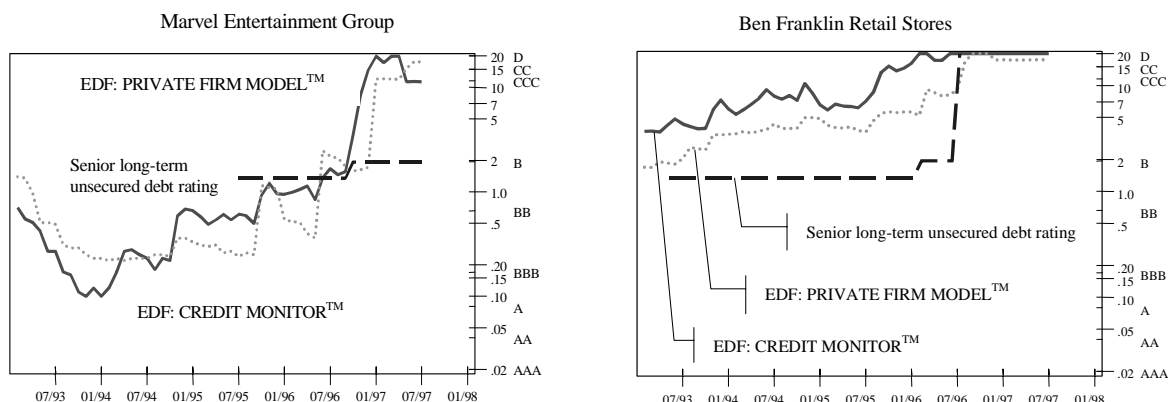 Marvel Entertainment Group
EDF: PRIVATE FIRM MODEL™
Senior long-term
unsecured debt rating
EDF: CREDIT MONITOR™
20 D
15 CC
10 CCC
7
5
2 B
1.0
BB
.5
.20
.15 BBB
.10
A
.05
AA
.02 AAA
07/93 01/94 07/94 01/95 07/95 01/96 07/96 01/97 07/97 01/98
Ben Franklin Retail Stores
20 D
15 CC
10 CCC
7
5
2 B
1.0
BB
.5
Senior long-term unsecured debt rating
.20
.15 BBB
EDF: PRIVATE FIRM MODEL™
.10
A
.05
EDF: CREDIT MONITOR™
AA
.02 AAA
07/93 01/94 07/94 01/95 07/95 01/96 07/96 01/97 07/97 01/98